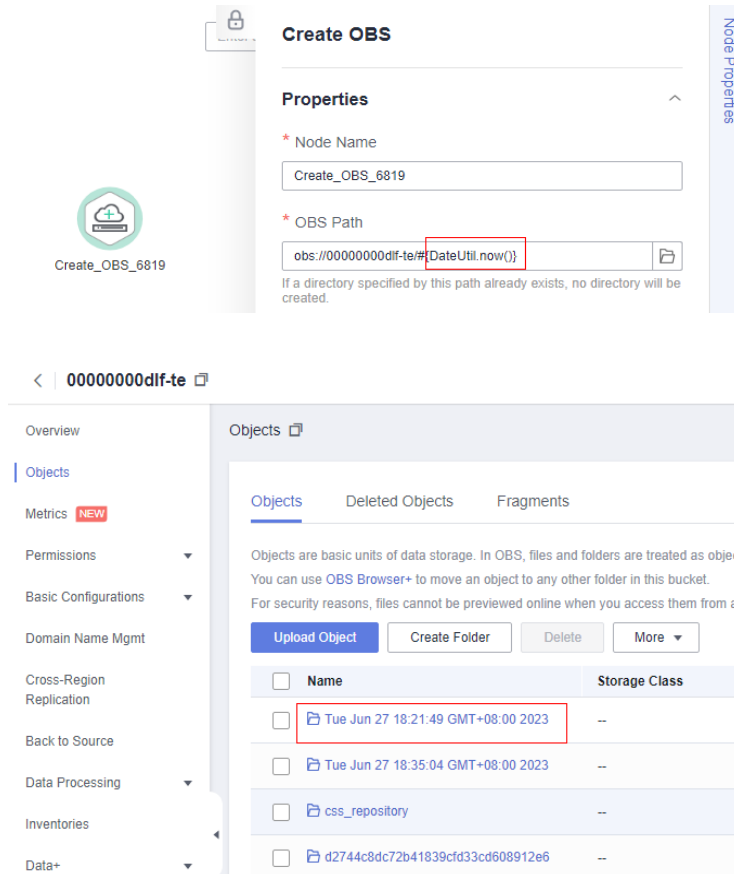 Create OBS
Node Properties
Properties
* Node Name
Create_OBS_6819
* OBS Path
obs://00000000dlf-te/#{DateUtil.now()}
If a directory specified by this path already exists, no directory will be
created.
Create_OBS_6819
00000000dlf-te
Overview
Objects
Metrics NEW
Permissions
Basic Configurations
Domain Name Mgmt
Cross-Region
Replication
Back to Source
Data Processing
Inventories
Data+
Objects
Objects Deleted Objects Fragments
Objects are basic units of data storage. In OBS, files and folders are treated as obje
You can use OBS Browser+ to move an object to any other folder in this bucket.
For security reasons, files cannot be previewed online when you access them from a
Upload Object Create Folder Delete More
Name Storage Class
Tue Jun 27 18:21:49 GMT+08:00 2023 --
Tue Jun 27 18:35:04 GMT+08:00 2023 --
css_repository --
d2744c8dc72b41839cfd33cd608912e6 --